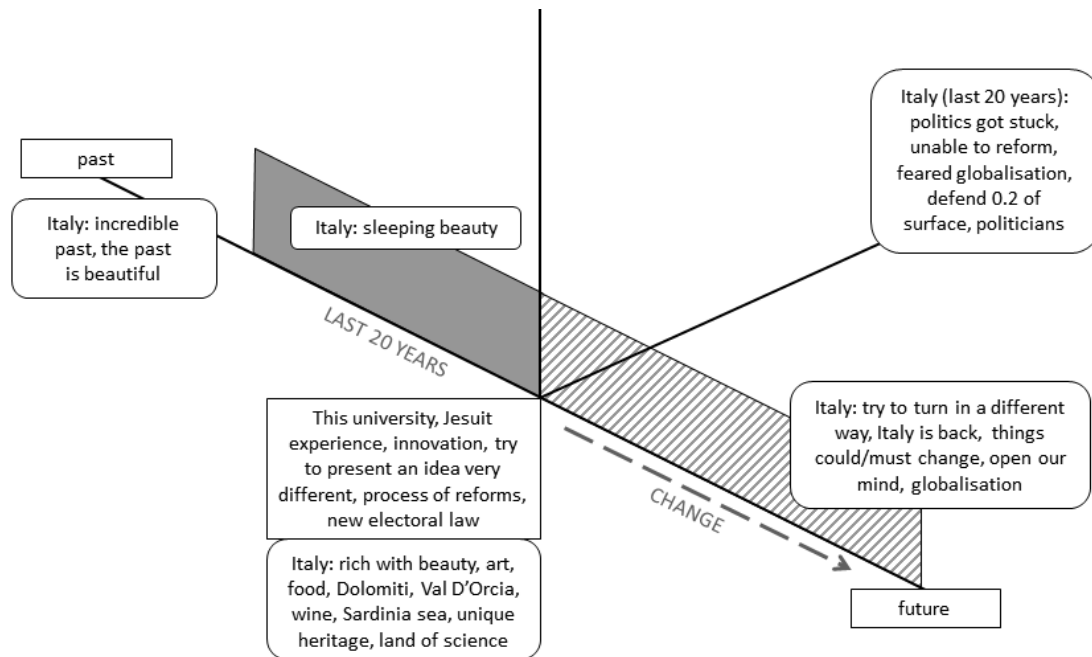 past
Italy: incredible
past, the past
is beautiful
Italy: sleeping beauty
Italy (last 20 years):
politics got stuck,
unable to reform,
feared globalisation,
defend 0.2 of
surface, politicians
LAST 20 YEARS
This university, Jesuit
experience, innovation, try
to present an idea very
different, process of reforms,
new electoral law
Italy: rich with beauty, art,
food, Dolomiti, Val D'Orcia,
wine, Sardinia sea, unique
heritage, land of science
Italy: try to turn in a different
way, Italy is back,  things
could/must change, open our
mind, globalisation
CHANGE
future